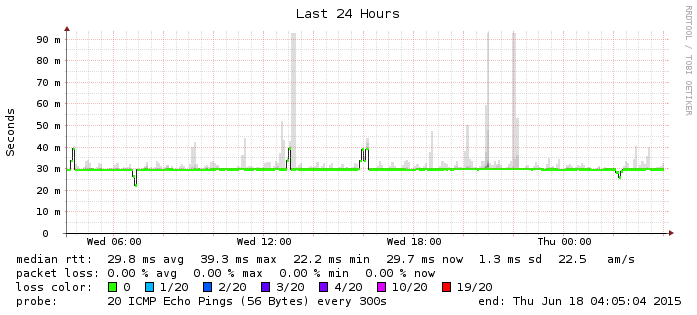 Last 24 Hours
RRDTOOL / TOBI OETIKER
Seconds
90 m
80 m
70 m
60 m
50 m
40 m
30 m
20 m
10 m
0
Wed 06:00 Wed 12:00 Wed 18:00 Thu 00:00
median rtt: 29.8 ms avg 39.3 ms max 22.2 ms min 29.7 ms now 1.3 ms sd 22.5 am/s
packet loss: 0.00 % avg 0.00 % max 0.00 % min 0.00 % now
loss color: 0 1/20 2/20 3/20 4/20 10/20 19/20
probe: 20 ICMP Echo Pings (56 Bytes) every 300s end: Thu Jun 18 04:05:04 2015